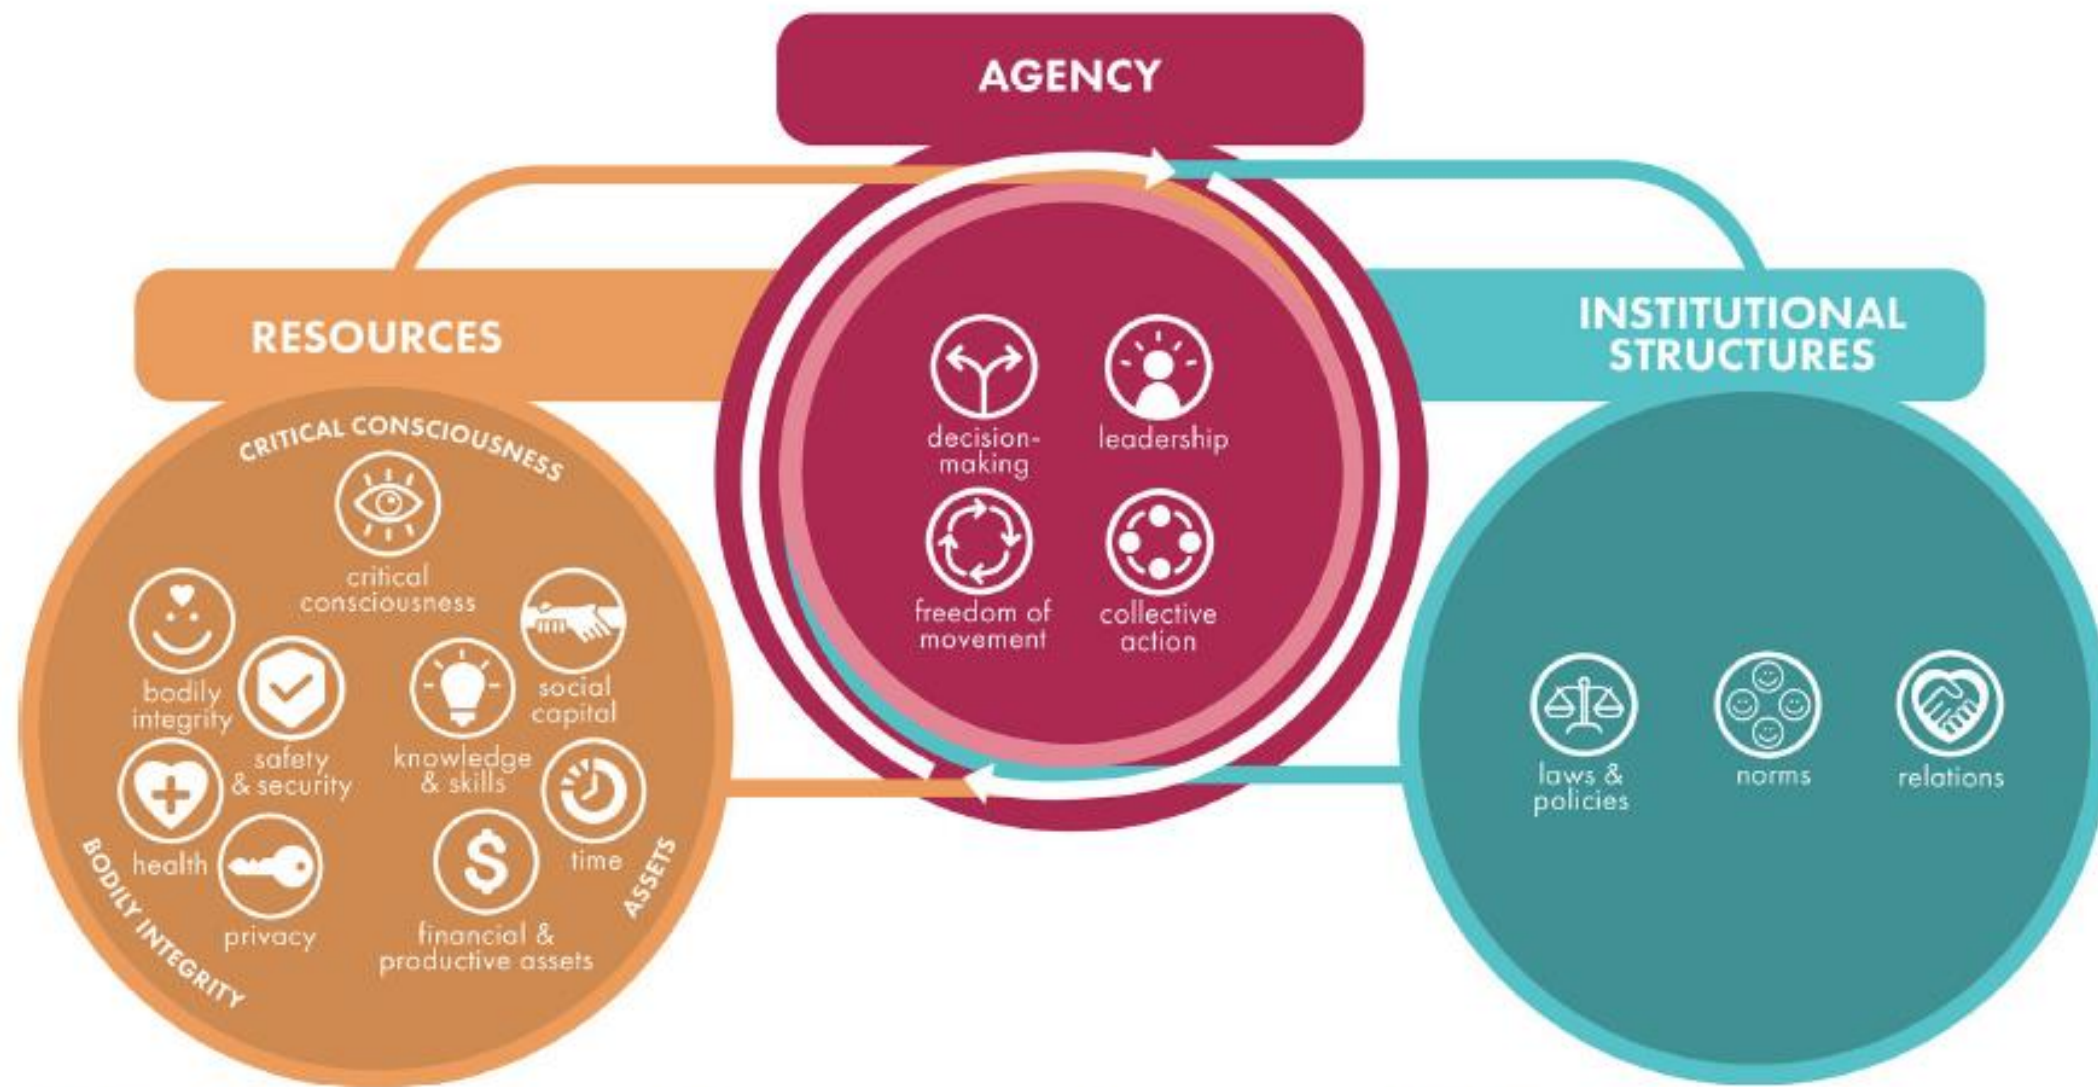 AGENCY
RESOURCES
INSTITUTIONAL
STRUCTURES
CRITICAL CONSCIOUSNESS
critical
consciousness
bodily
integrity
safety
& security
knowledge
& skills
social
capital
health
privacy
financial &
productive assets
time
BODILY INTEGRITY
ASSETS
decision-
making
leadership
freedom of
movement
collective
action
laws &
policies
norms
relations
$